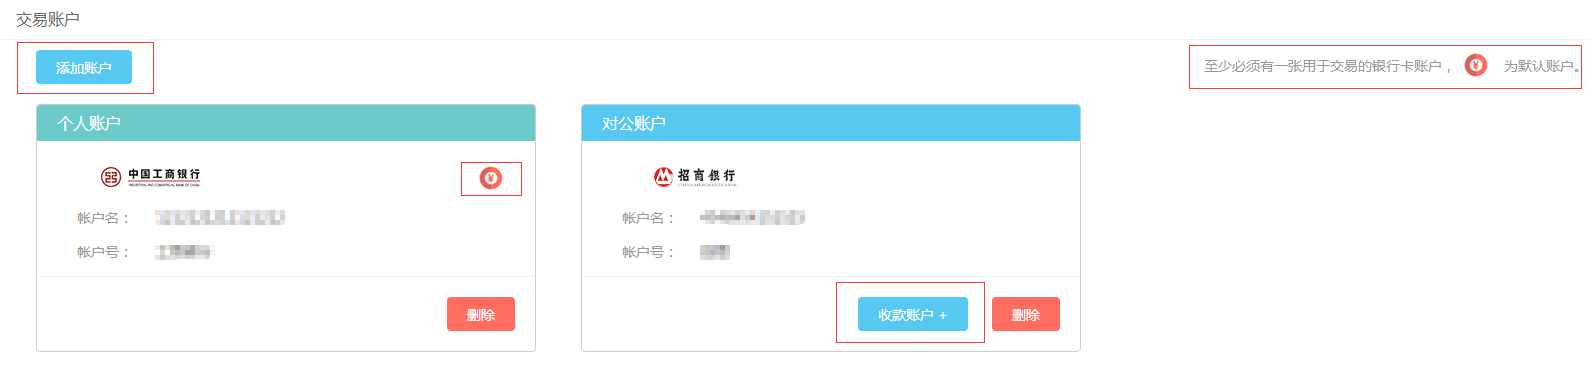 交易账户
添加账户
至少必须有一张用于交易的银行卡账户， ¥ 为默认账户。
个人账户
中国工商银行
INDUSTRIAL AND COMMERCIAL BANK OF CHINA
¥
帐户名：
帐户号：
删除
对公账户
招商银行
CHINA MERCHANTS BANK
帐户名：
帐户号：
收款账户 +
删除